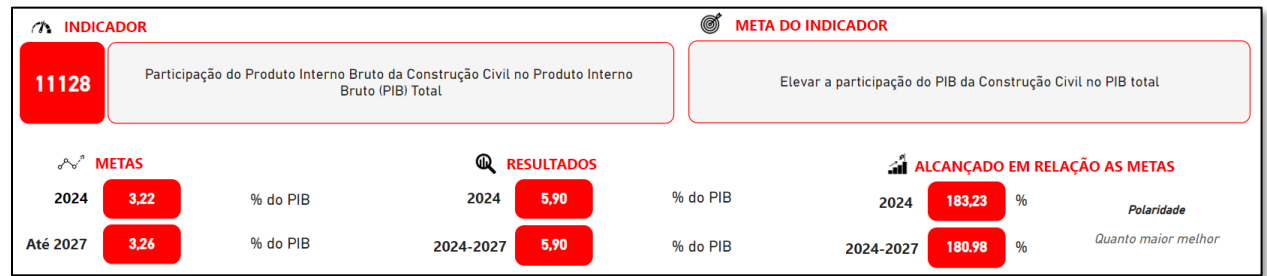 INDICADOR
META DO INDICADOR
11128
Participação do Produto Interno Bruto da Construção Civil no Produto Interno
Bruto (PIB) Total
Elevar a participação do PIB da Construção Civil no PIB total
METAS
RESULTADOS
ALCANÇADO EM RELAÇÃO AS METAS
2024 3,22 % do PIB
2024 5,90 % do PIB
2024 183,23 %
Polaridade
Até 2027 3,26 % do PIB
2024-2027 5,90 % do PIB
2024-2027 180.98 %
Quanto maior melhor